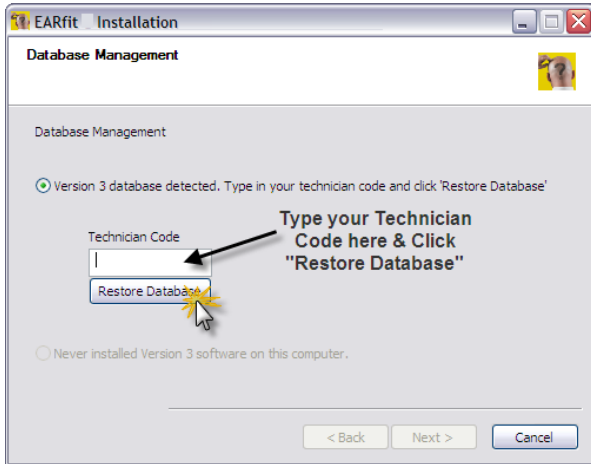 EARfit Installation
Database Management
Database Management
Version 3 database detected. Type in your technician code and click 'Restore Database'
Type your Technician
Code here & Click
"Restore Database"
Technician Code
Restore Database
Never installed Version 3 software on this computer.
< Back
Next >
Cancel